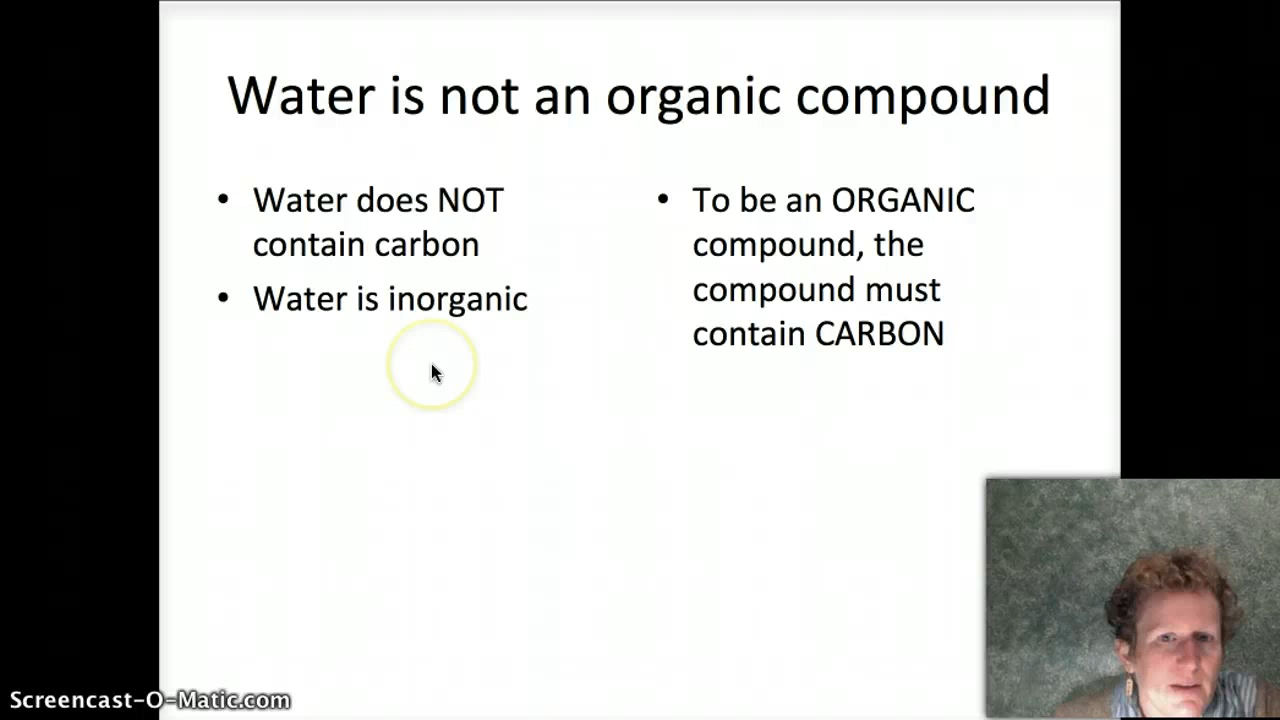 Water is not an organic compound
• Water does NOT
contain carbon
• Water is inorganic
• To be an ORGANIC
compound, the
compound must
contain CARBON
Screencast-O-Matic.com